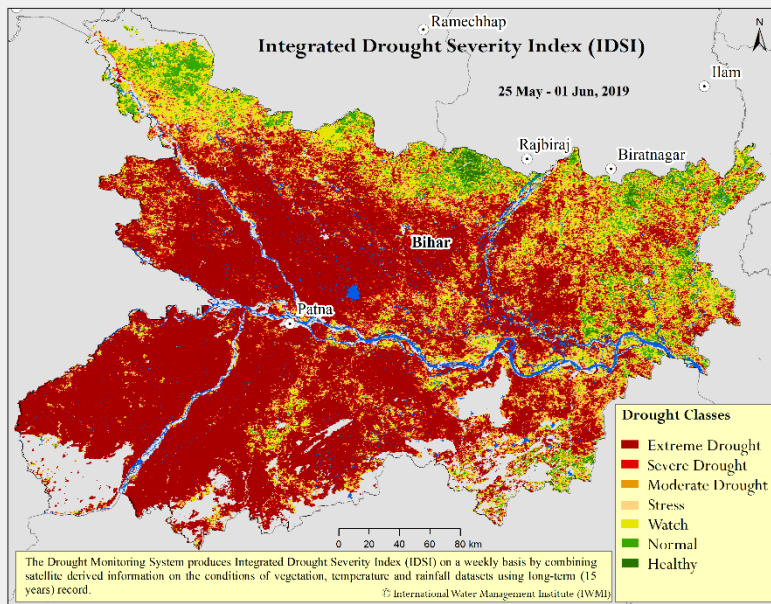 Ramechhap
N
Integrated Drought Severity Index (IDSI)
Ilam
25 May - 01 Jun, 2019
Rajbiraj
Biratnagar
Bihar
Patna
Drought Classes
Extreme Drought
Severe Drought
Moderate Drought
Stress
Watch
Normal
Healthy
0 20 40 60 80 km
The Drought Monitoring System produces Integrated Drought Severity Index (IDSI) on a weekly basis by combining
satellite derived information on the conditions of vegetation, temperature and rainfall datasets using long-term (15
years) record.
© International Water Management Institute (IWMI)